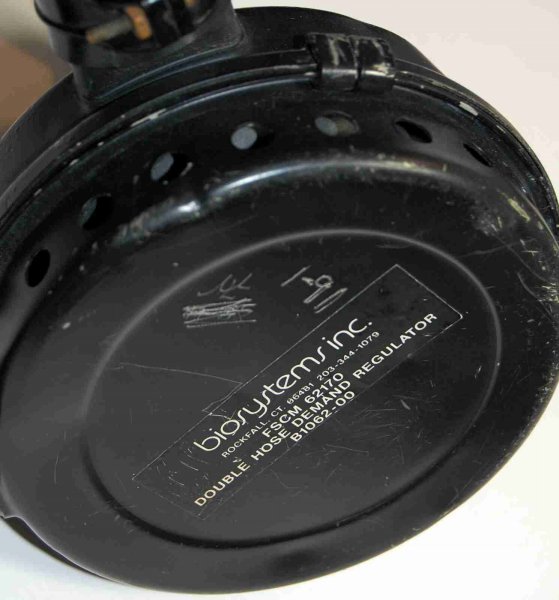 biosystems inc.
ROCKFALL CT. 06481 203-344-1079
FSCM 62170
DOUBLE HOSE DEMAND REGULATOR
B1062-00